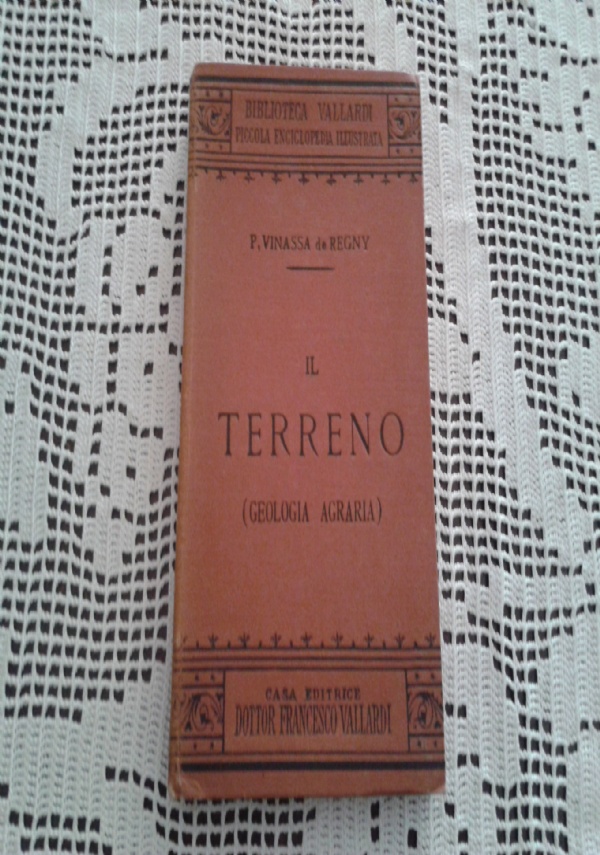 BIBLIOTECA VALLARDI
PICCOLA ENCICLOPEDIA ILLUSTRATA
P. VINASSA de REGNY
IL
TERRENO
(GEOLOGIA AGRARIA)
CASA EDITRICE
DOTTOR FRANCESCO VALLARDI